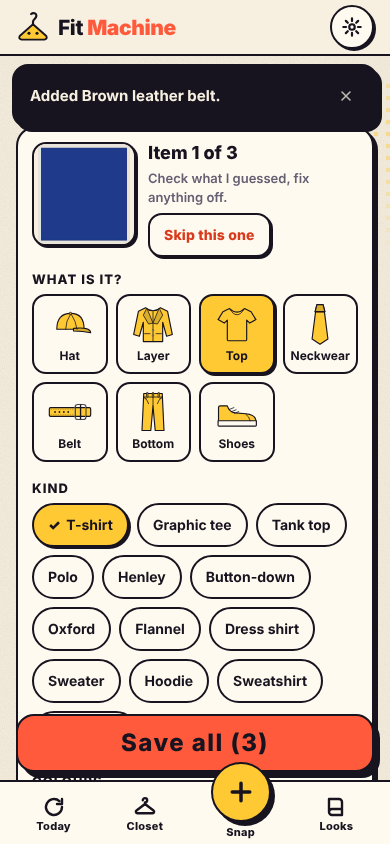 Fit Machine
Added Brown leather belt.
Item 1 of 3
Check what I guessed, fix
anything off.
Skip this one
WHAT IS IT?
Hat
Layer
Top
Neckwear
Belt
Bottom
Shoes
KIND
T-shirt
Graphic tee
Tank top
Polo
Henley
Button-down
Oxford
Flannel
Dress shirt
Sweater
Hoodie
Sweatshirt
Save all (3)
Today
Closet
Snap
Looks